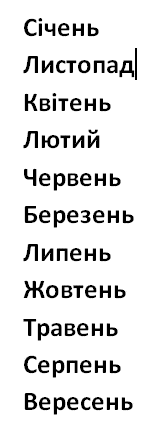 Січень
Листопад
Квітень
Лютий
Червень
Березень
Липень
Жовтень
Травень
Серпень
Вересень